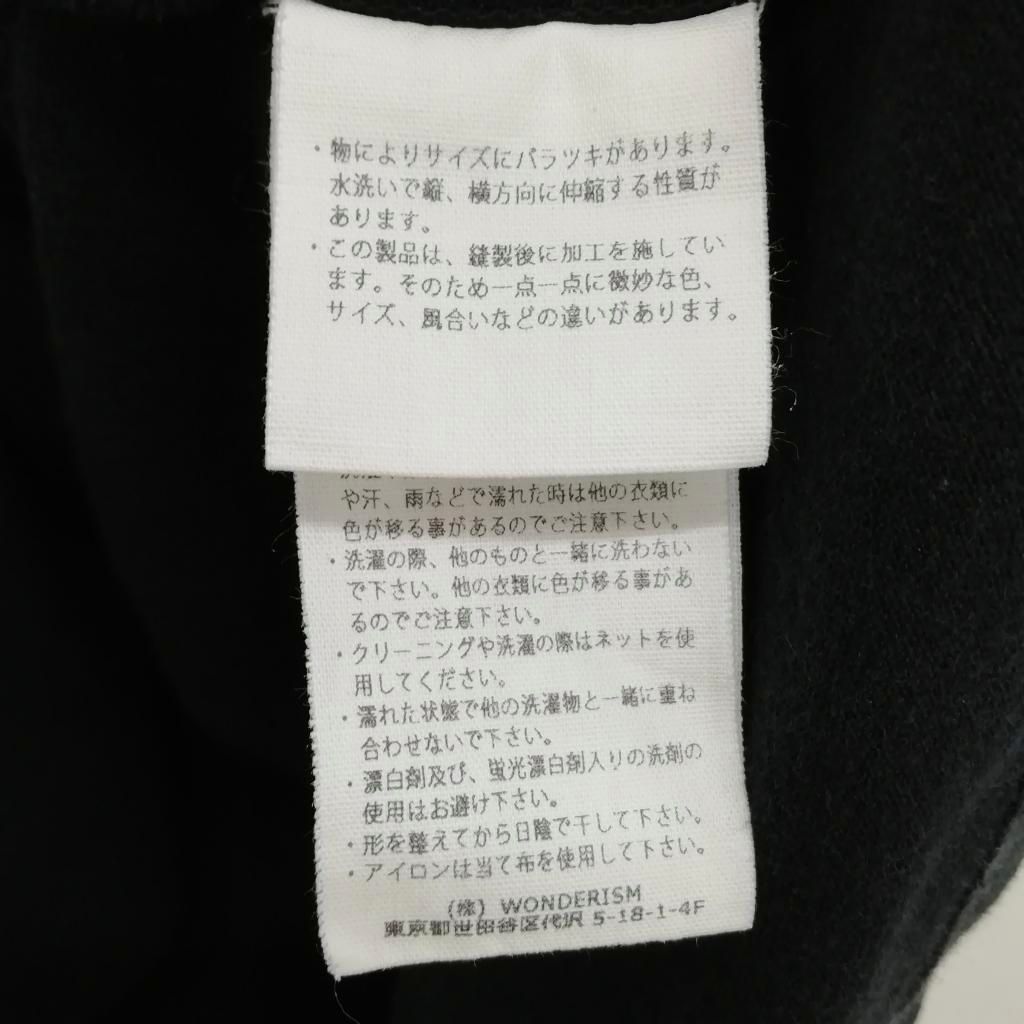 ・物によりサイズにバラツキがあります。
水洗いで縦、横方向に伸縮する性質が
あります。
・この製品は、縫製後に加工を施してい
ます。そのため一点一点に微妙な色、
サイズ、風合いなどの違いがあります。
や汗、雨などで濡れた時は他の衣類に
色が移る事があるのでご注意下さい。
・洗濯の際、他のものと一緒に洗わない
で下さい。他の衣類に色が移る事があ
るのでご注意下さい。
・クリーニングや洗濯の際はネットを使
用してください。
・濡れた状態で他の洗濯物と一緒に重ね
合わせないで下さい。
・漂白剤及び、蛍光漂白剤入りの洗剤の
使用はお避け下さい。
・形を整えてから日陰で干して下さい。
・アイロンは当て布を使用して下さい。
(株) WONDERISM
東京都世田谷区代沢 5-18-1-4F